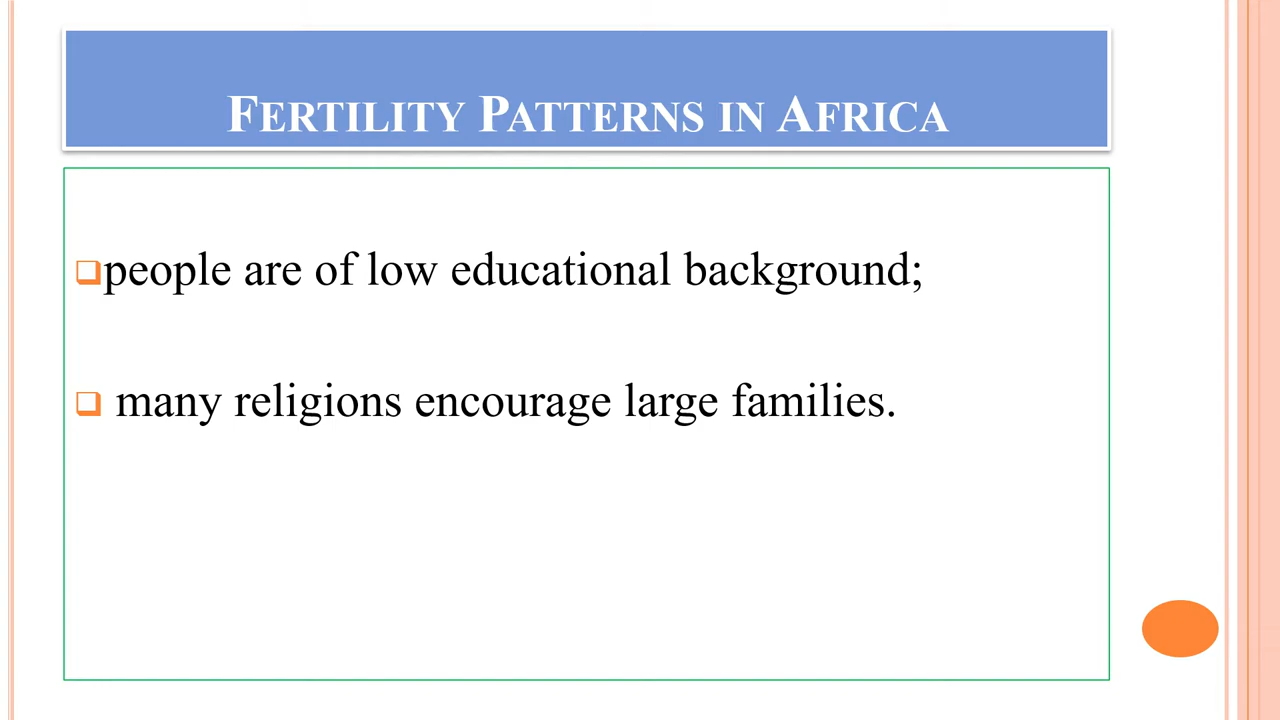 FERTILITY PATTERNS IN AFRICA
people are of low educational background;
many religions encourage large families.